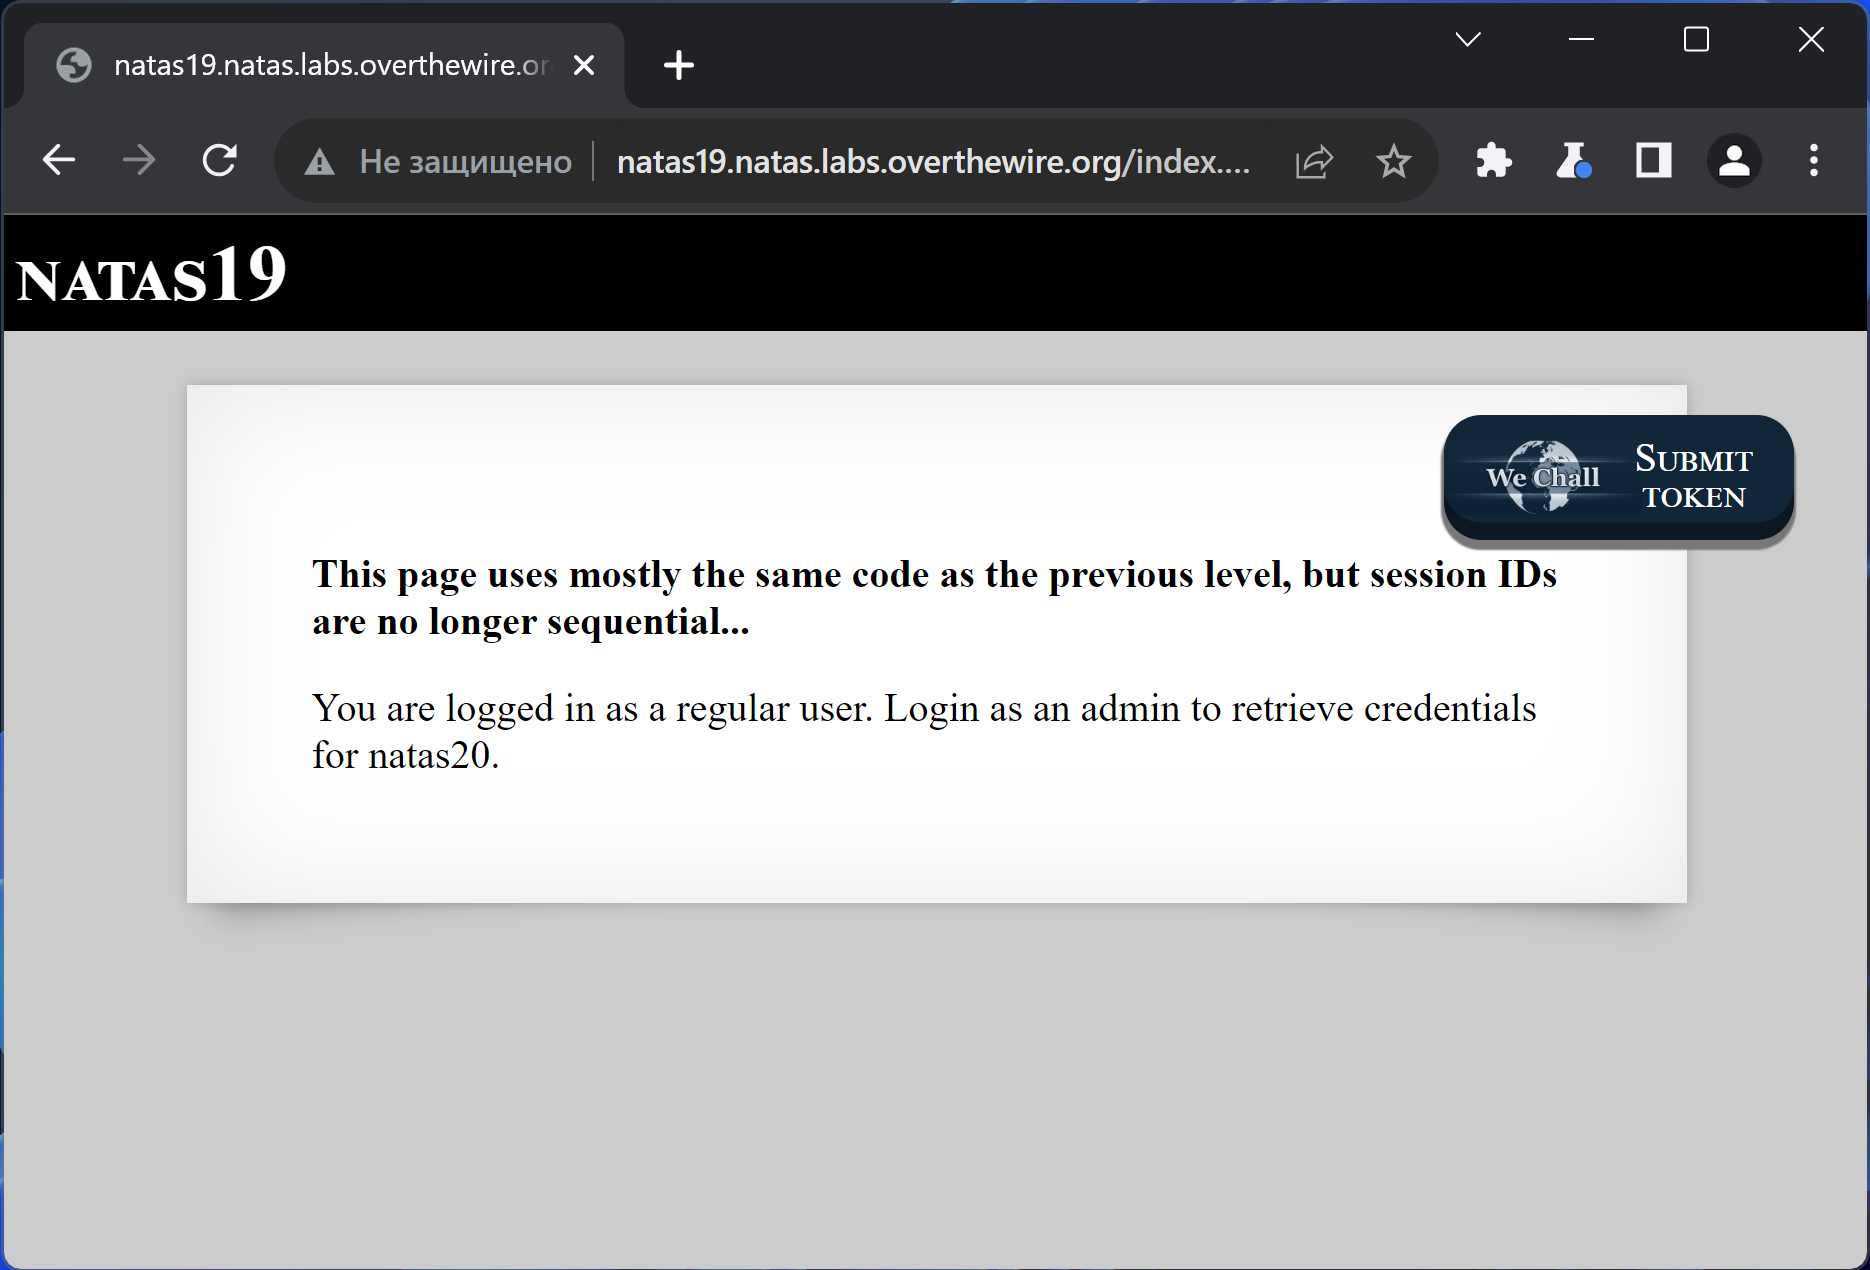 natas19.natas.labs.overthewire.or
Не защищено
natas19.natas.labs.overthewire.org/index....
NATAS19
We Chall
SUBMIT
TOKEN
This page uses mostly the same code as the previous level, but session IDs
are no longer sequential...
You are logged in as a regular user. Login as an admin to retrieve credentials
for natas20.